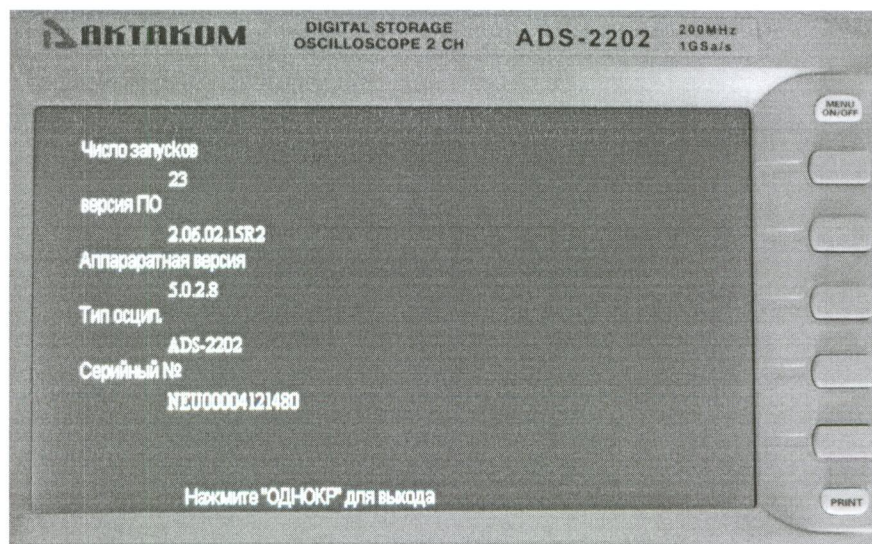 АКТАКОМ
DIGITAL STORAGE
OSCILLOSCOPE 2 CH
ADS-2202
200MHz
1GSa/s
MENU
ON/OFF
Число запусков
23
версия ПО
2.06.02.15R2
Аппараратная версия
5.0.2.8
Тип осцил.
ADS-2202
Серийный №
NEU00004121480
Нажмите "ОДНОКР" для выхода
PRINT